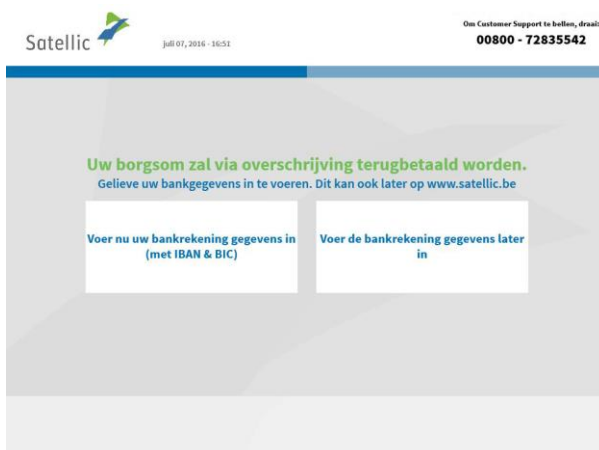 Satellic
juli 07, 2016 - 16:51
Om Customer Support te bellen, draai:
00800 - 72835542
Uw borgsom zal via overschrijving terugbetaald worden.
Gelieve uw bankgegevens in te voeren. Dit kan ook later op www.satellic.be
Voer nu uw bankrekening gegevens in
(met IBAN & BIC)
Voer de bankrekening gegevens later
in